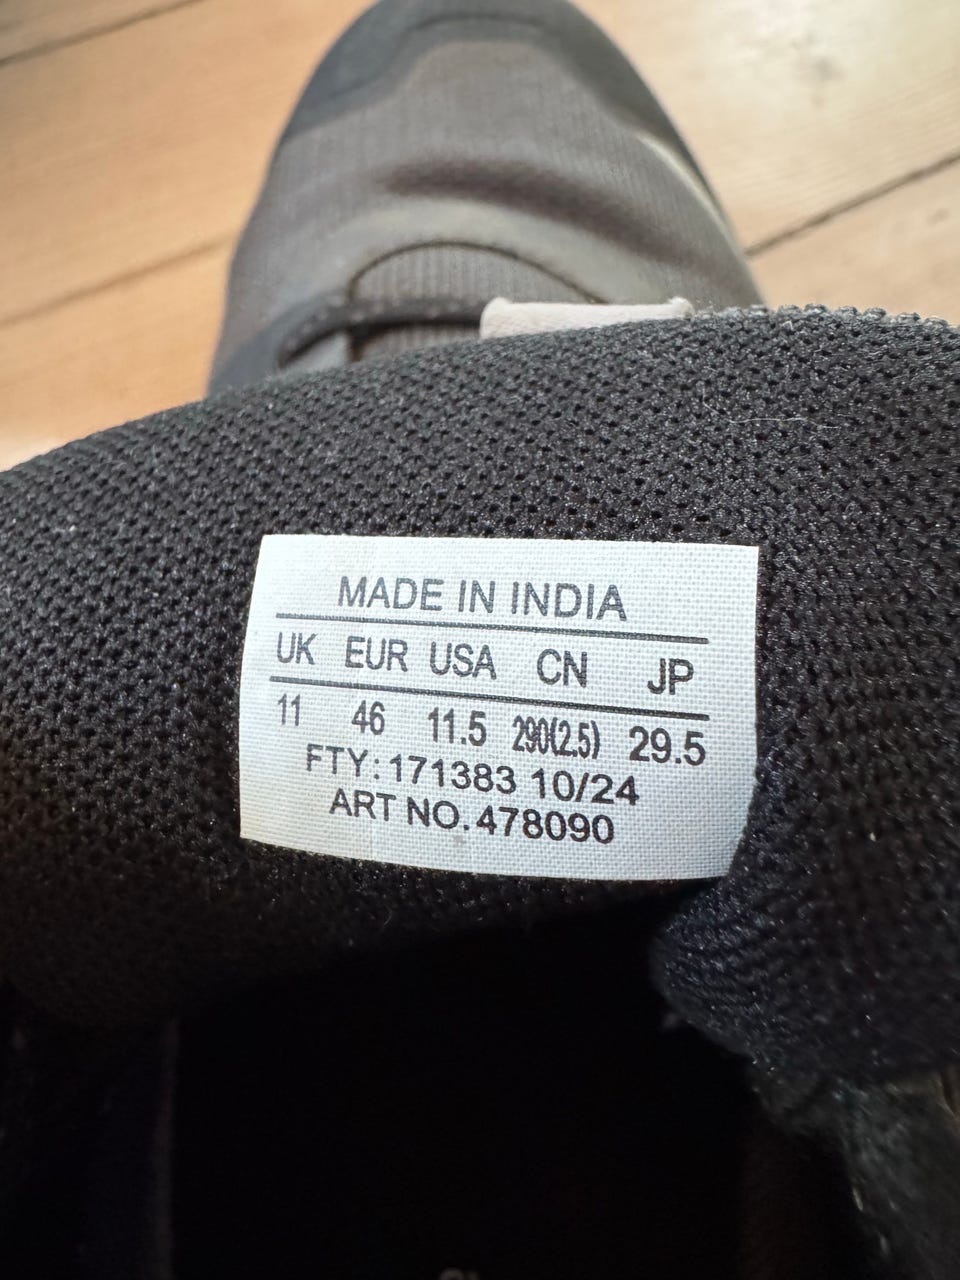 MADE IN INDIA
UK EUR USA CN JP
11 46 11.5 290(2.5) 29.5
FTY: 171383 10/24
ART NO. 478090